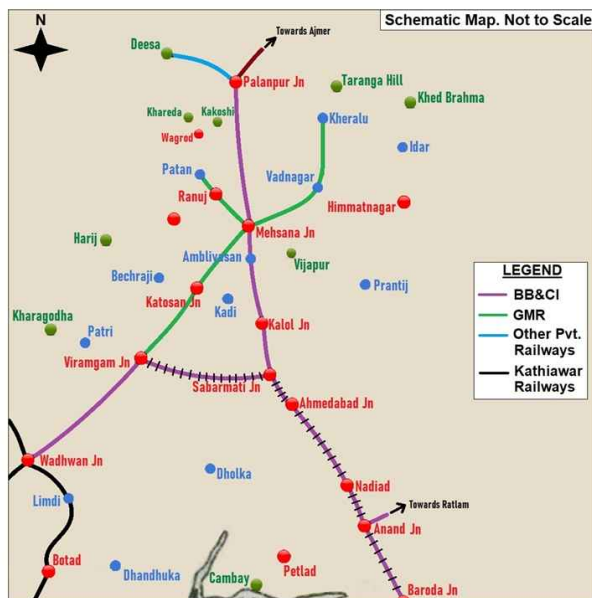 Schematic Map. Not to Scale
N
Towards Ajmer
Deesa
Palanpur Jn
Taranga Hill
Khed Brahma
Khareda
Kakoshi
Kheralu
Wagrod
Idar
Patan
Vadnagar
Ranuj
Himmatnagar
Mehsana Jn
Harij
Ambliyasan
Vijapur
Bechraji
Prantij
Katosan Jn
Kadi
LEGEND
BB&CI
GMR
Other Pvt.
Railways
Kathiawar
Railways
Kharagodha
Patri
Kalol Jn
Viramgam Jn
Sabarmati Jn
Ahmedabad Jn
Wadhwan Jn
Dholka
Nadiad
Limdi
Towards Ratlam
Anand Jn
Botad
Dhandhuka
Cambay
Petlad
Baroda Jn